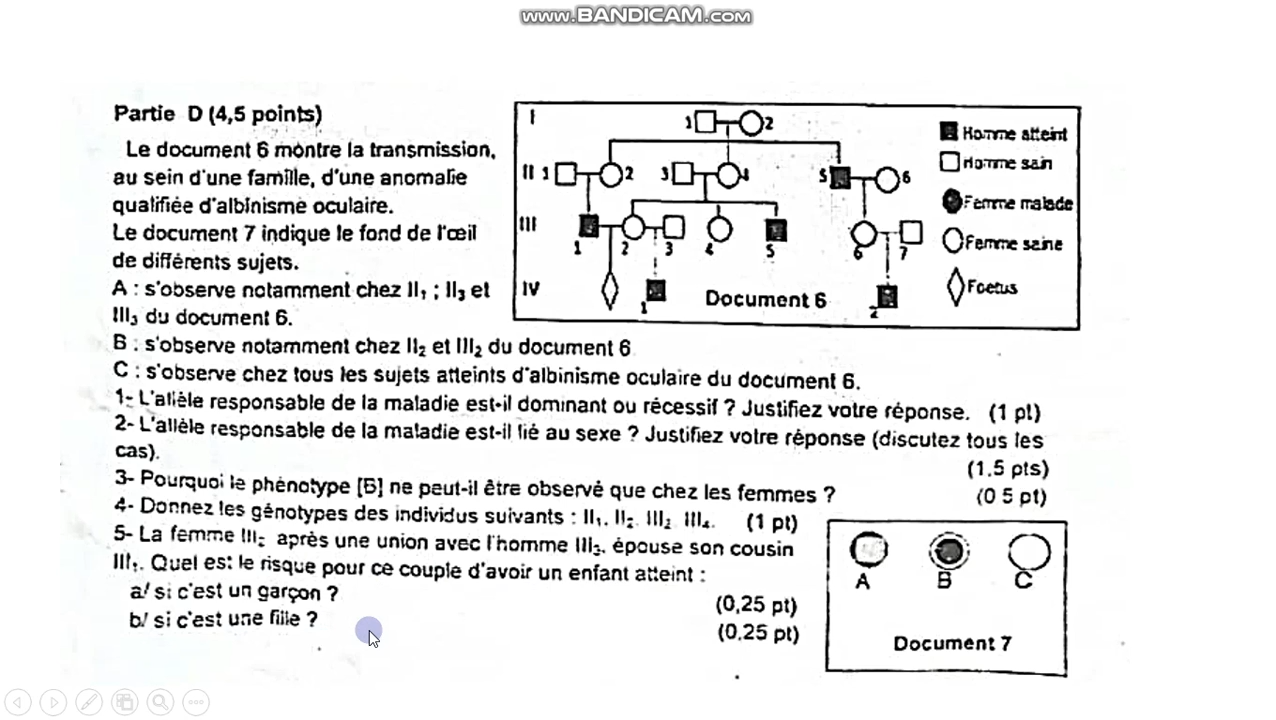 www.BANDICAM.com
Partie D (4,5 points)
Le document 6 montre la transmission,
au sein d'une famille, d'une anomalie
qualifiée d'albinisme oculaire.
Le document 7 indique le fond de l'œil
de différents sujets.
A : s'observe notamment chez II₁ ; II₃ et
III₃ du document 6.
B : s'observe notamment chez II₂ et III₂ du document 6
C : s'observe chez tous les sujets atteints d'albinisme oculaire du document 6.
1- L'allèle responsable de la maladie est-il dominant ou récessif ? Justifiez votre réponse. (1 pt)
2- L'allèle responsable de la maladie est-il lié au sexe ? Justifiez votre réponse (discutez tous les
cas). (1.5 pts)
3- Pourquoi le phénotype [B] ne peut-il être observé que chez les femmes ? (0 5 pt)
4- Donnez les génotypes des individus suivants : II₁. II₂. III₂. III₄. (1 pt)
5- La femme III₂ après une union avec l'homme III₃, épouse son cousin
III₁. Quel est le risque pour ce couple d'avoir un enfant atteint :
a/ si c'est un garçon ? (0,25 pt)
b/ si c'est une fille ? (0.25 pt)
I 1 2
II 1 2 3 4 5 6
III 1 2 3 4 5 6 7
IV 1 2
Document 6
Homme atteint
Homme sain
Femme malade
Femme saine
Foetus
A B C
Document 7